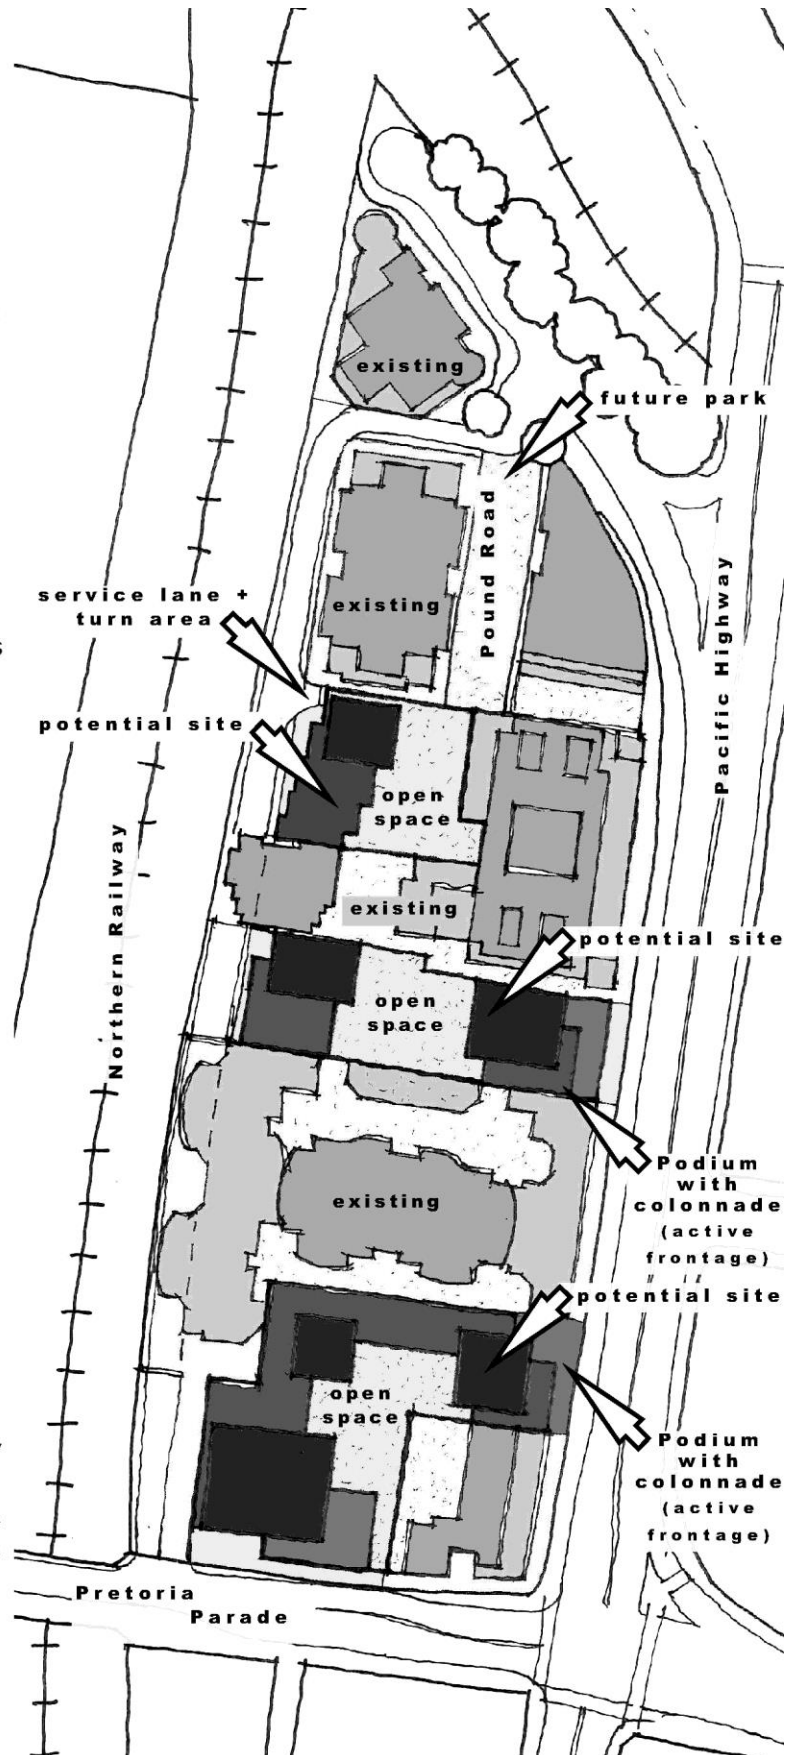 existing
future park
Pound Road
service lane +
turn area
existing
Pacific Highway
potential site
open
space
Northern Railway
existing
potential site
open
space
Podium
with
colonnade
(active
frontage)
existing
potential site
open
space
Podium
with
colonnade
(active
frontage)
Pretoria
Parade